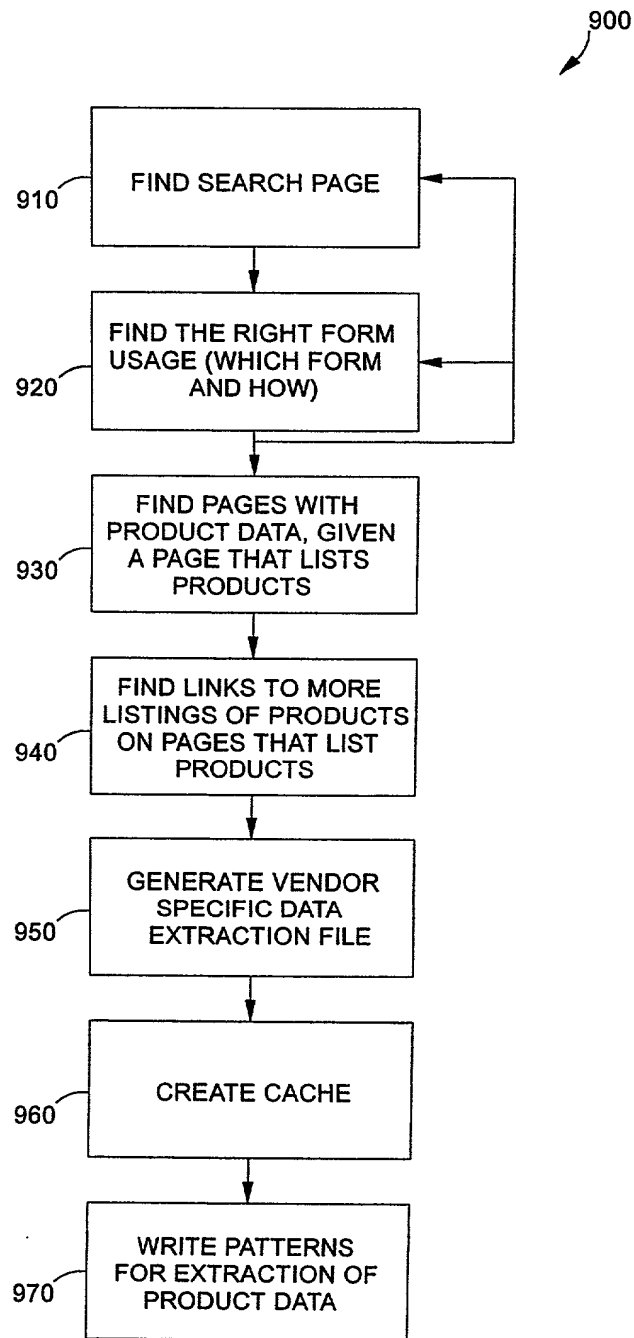 900
910
FIND SEARCH PAGE
920
FIND THE RIGHT FORM
USAGE (WHICH FORM
AND HOW)
930
FIND PAGES WITH
PRODUCT DATA, GIVEN
A PAGE THAT LISTS
PRODUCTS
940
FIND LINKS TO MORE
LISTINGS OF PRODUCTS
ON PAGES THAT LIST
PRODUCTS
950
GENERATE VENDOR
SPECIFIC DATA
EXTRACTION FILE
960
CREATE CACHE
970
WRITE PATTERNS
FOR EXTRACTION OF
PRODUCT DATA